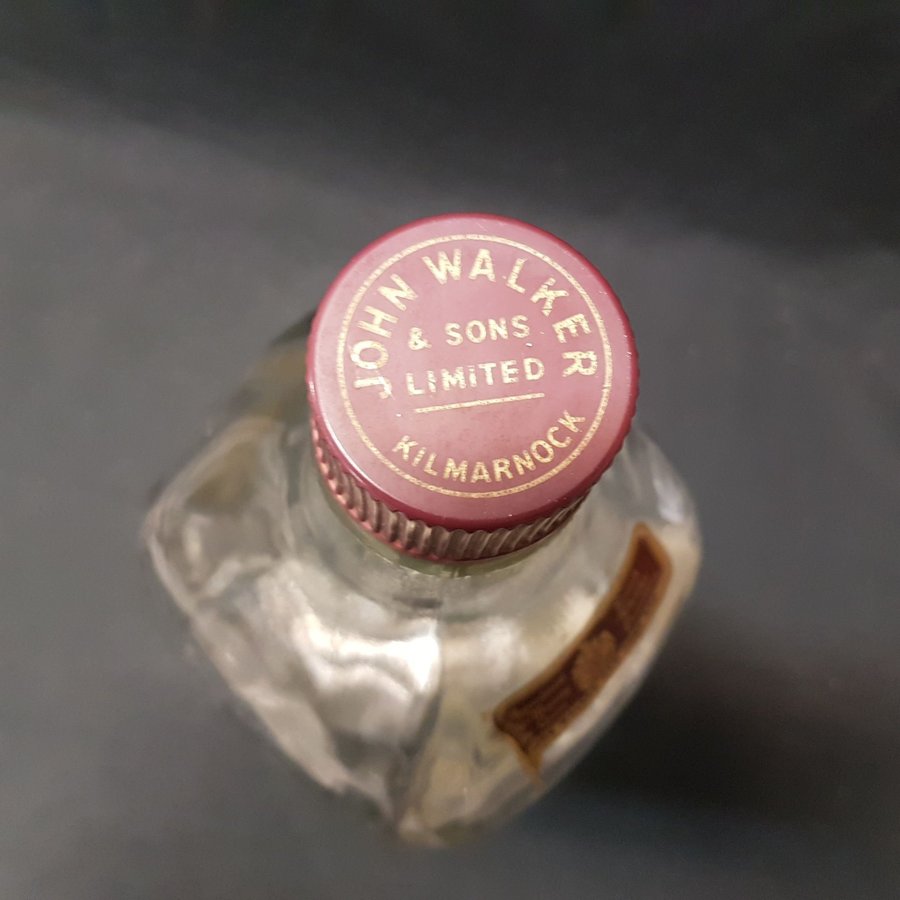 JOHN WALKER
& SONS
LIMITED
KILMARNOCK